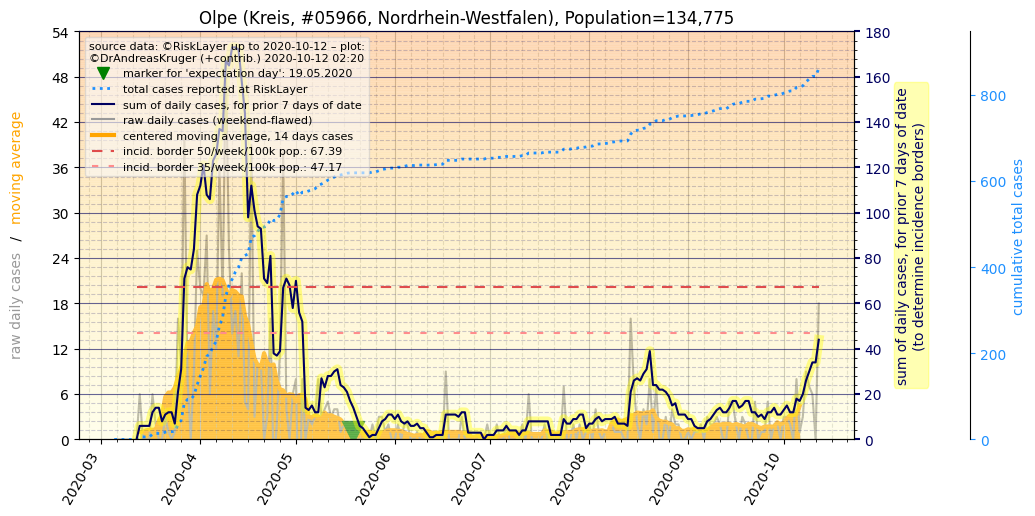 Olpe (Kreis, #05966, Nordrhein-Westfalen), Population=134,775
source data: ©RiskLayer up to 2020-10-12 – plot:
©DrAndreasKruger (+contrib.) 2020-10-12 02:20
marker for 'expectation day': 19.05.2020
total cases reported at RiskLayer
sum of daily cases, for prior 7 days of date
raw daily cases (weekend-flawed)
centered moving average, 14 days cases
incid. border 50/week/100k pop.: 67.39
incid. border 35/week/100k pop.: 47.17
raw daily cases / moving average
54
48
42
36
30
24
18
12
6
0
180
160
140
120
100
80
60
40
20
0
sum of daily cases, for prior 7 days of date
(to determine incidence borders)
800
600
400
200
0
cumulative total cases
2020-03
2020-04
2020-05
2020-06
2020-07
2020-08
2020-09
2020-10